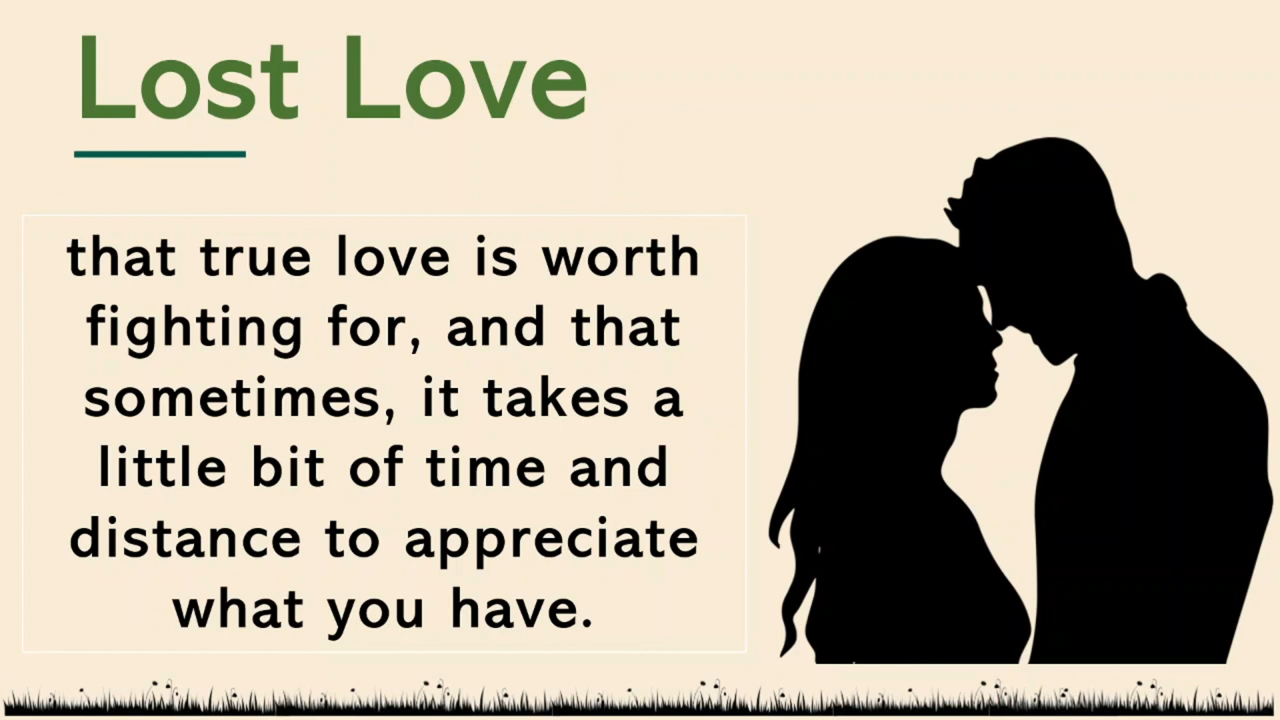 Lost Love
that true love is worth
fighting for, and that
sometimes, it takes a
little bit of time and
distance to appreciate
what you have.